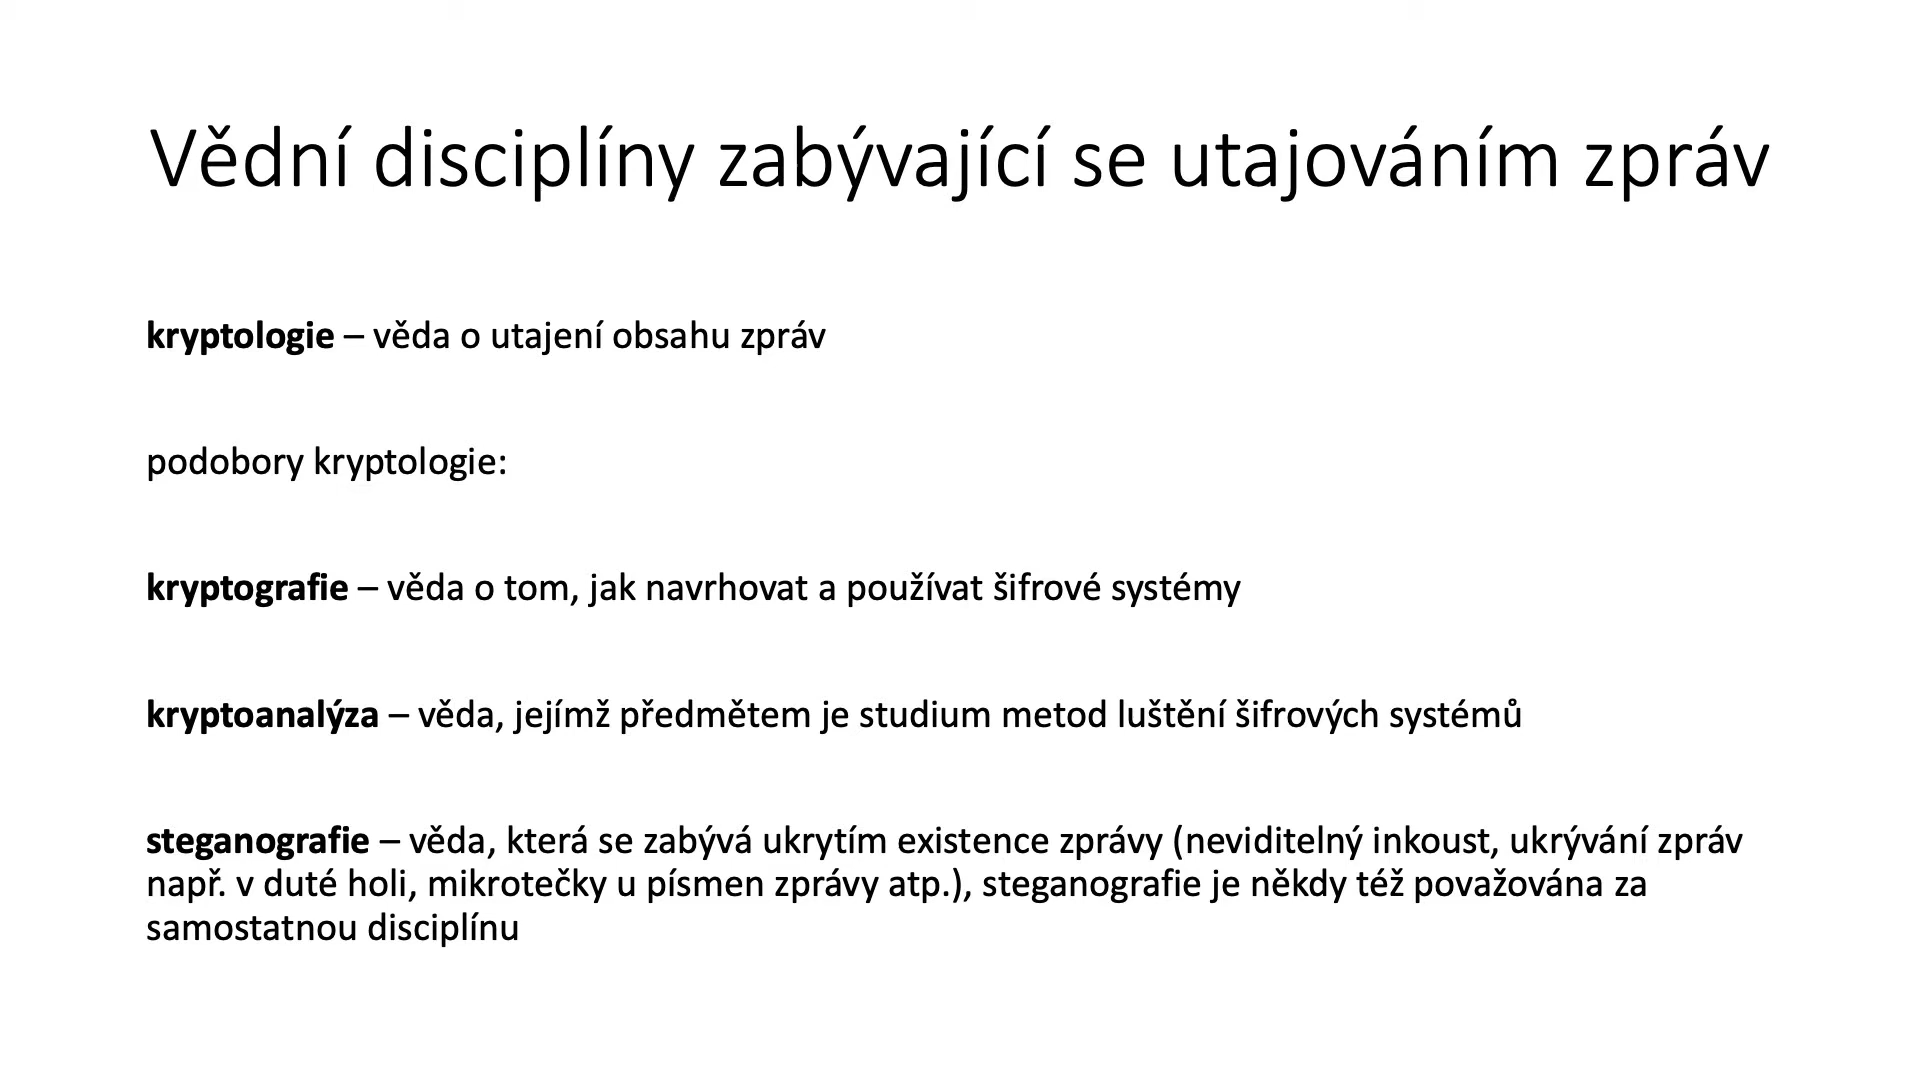 Vědní disciplíny zabývající se utajováním zpráv
kryptologie – věda o utajení obsahu zpráv
podobory kryptologie:
kryptografie – věda o tom, jak navrhovat a používat šifrové systémy
kryptoanalýza – věda, jejímž předmětem je studium metod luštění šifrových systémů
steganografie – věda, která se zabývá ukrytím existence zprávy (neviditelný inkoust, ukrývání zpráv
např. v duté holi, mikrotečky u písmen zprávy atp.), steganografie je někdy též považována za
samostatnou disciplínu